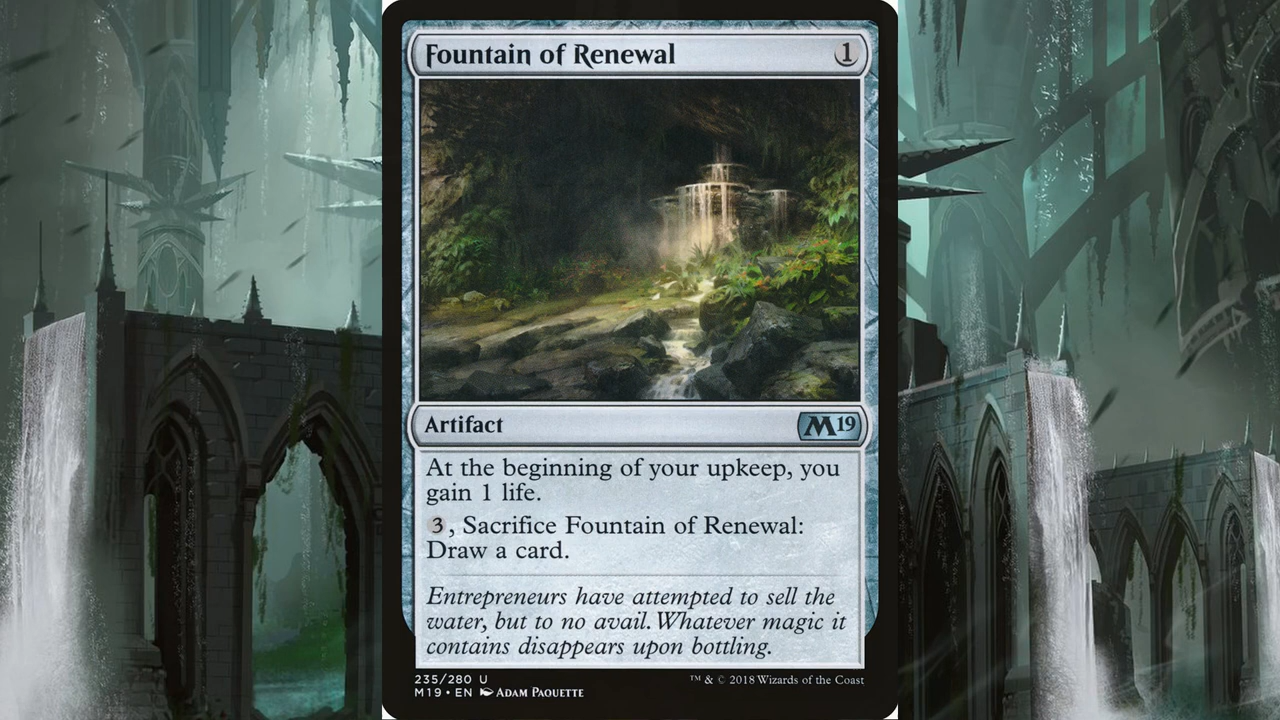 Fountain of Renewal 1
Artifact M19
At the beginning of your upkeep, you
gain 1 life.
3, Sacrifice Fountain of Renewal:
Draw a card.
Entrepreneurs have attempted to sell the
water, but to no avail. Whatever magic it
contains disappears upon bottling.
235/280 U
M19 • EN ADAM PAQUETTE
™ & © 2018 Wizards of the Coast